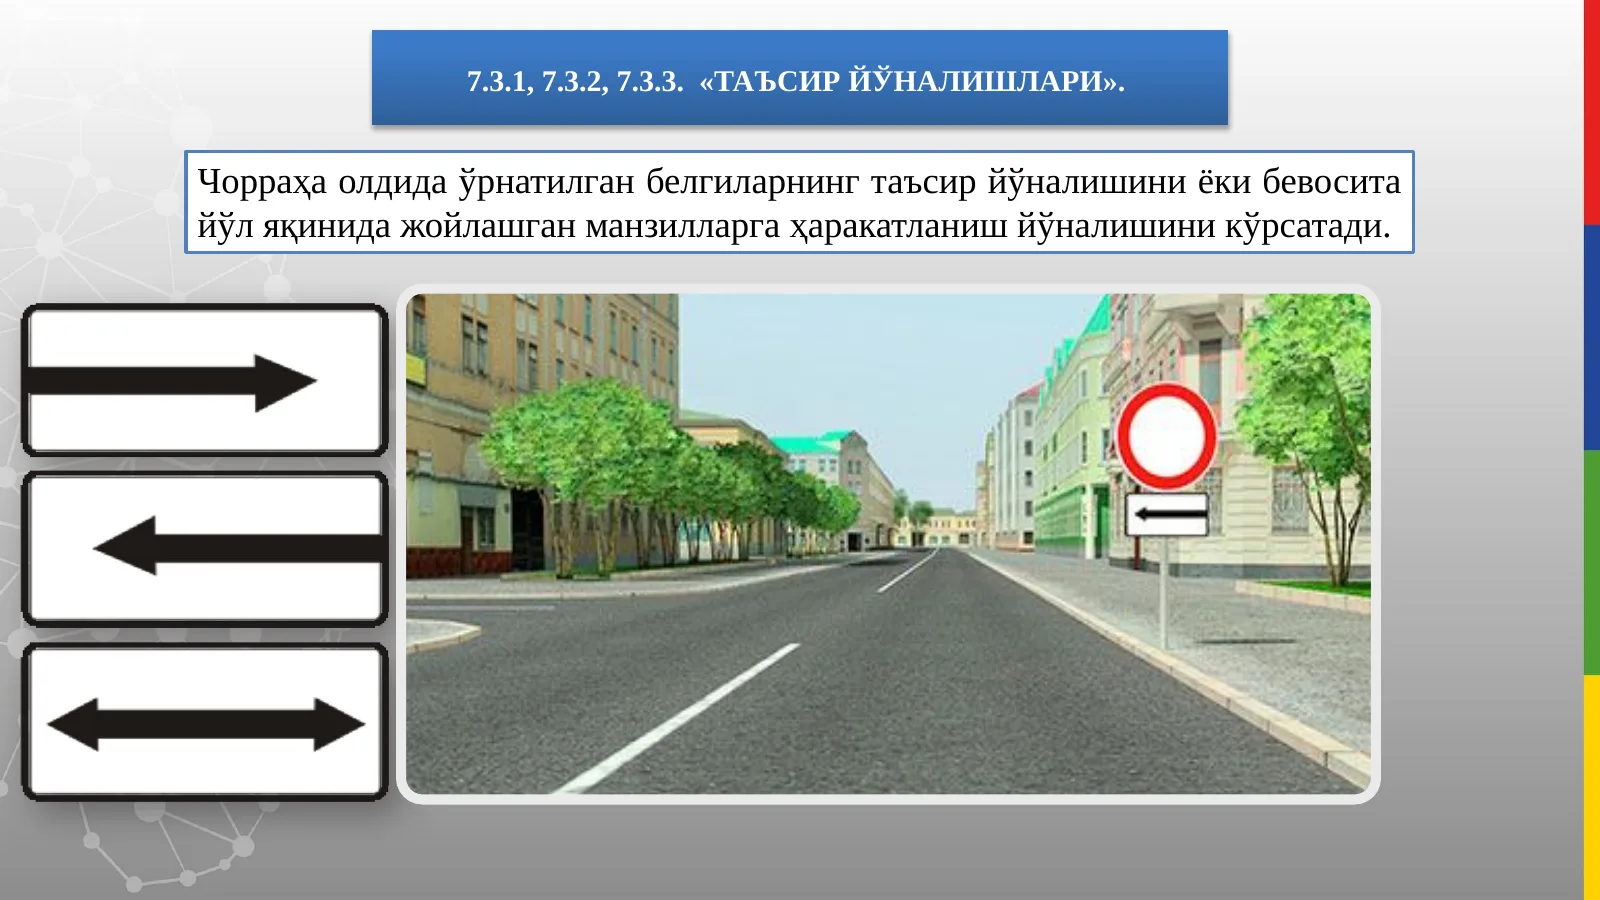 7.3.1, 7.3.2, 7.3.3. «ТАЪСИР ЙЎНАЛИШЛАРИ».
Чорраҳа олдида ўрнатилган белгиларнинг таъсир йўналишини ёки бевосита
йўл яқинида жойлашган манзилларга ҳаракатланиш йўналишини кўрсатади.